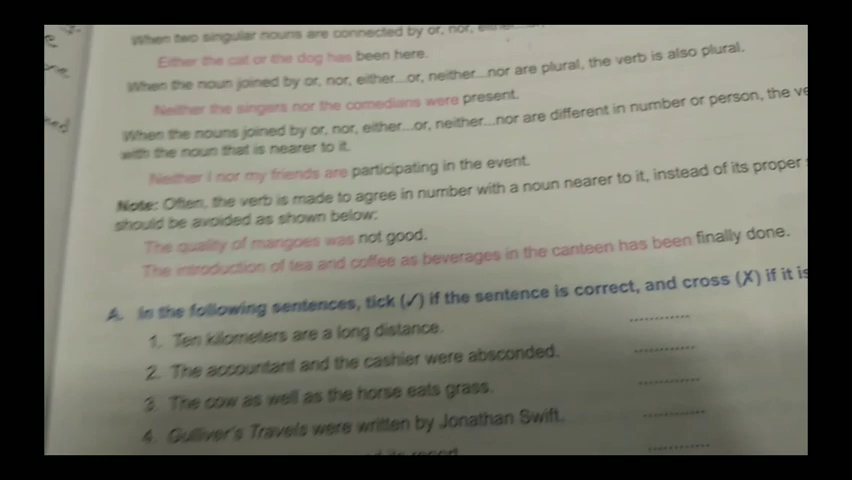 When two singular nouns are connected by or, nor,
Either the cat or the dog has been here.
When the noun joined by or, nor, either...or, neither...nor are plural, the verb is also plural.
Neither the singers nor the comedians were present.
When the nouns joined by or, nor, either...or, neither...nor are different in number or person, the
with the noun that is nearer to it.
Neither I nor my friends are participating in the event.
Note: Often, the verb is made to agree in number with a noun nearer to it, instead of its proper
should be avoided as shown below:
The quality of mangoes was not good.
The introduction of tea and coffee as beverages in the canteen has been finally done.
A. In the following sentences, tick (✓) if the sentence is correct, and cross (X) if it is
1. Ten kilometers are a long distance. ............
2. The accountant and the cashier were absconded. ............
3. The cow as well as the horse eats grass. ............
4. Gulliver's Travels were written by Jonathan Swift. ............